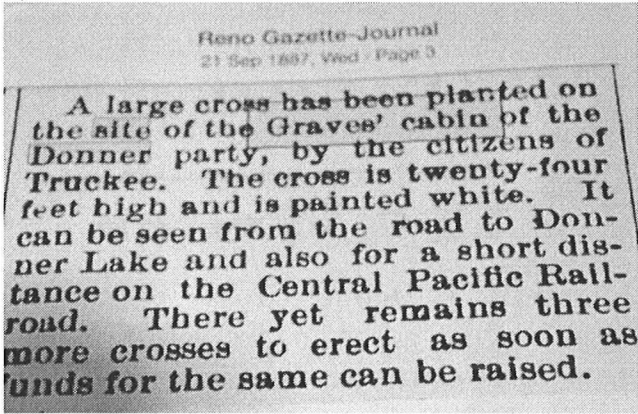 Reno Gazette-Journal
21 Sep 1887, Wed · Page 3
A large cross has been planted on
the site of the Graves' cabin of the
Donner party, by the citizens of
Truckee. The cross is twenty-four
feet high and is painted white. It
can be seen from the road to Don-
ner Lake and also for a short dis-
tance on the Central Pacific Rail-
road. There yet remains three
more crosses to erect as soon as
funds for the same can be raised.